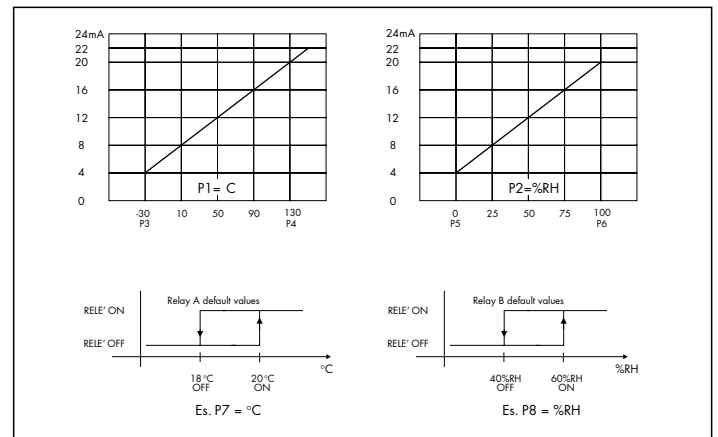 24mA
22
20
16
12
8
4
0
P1= C
-30 10 50 90 130
P3 P4
24mA
22
20
16
12
8
4
0
P2=%RH
0 25 50 75 100
P5 P6
Relay A default values
RELE' ON
RELE' OFF
°C
18 °C 20 °C
OFF ON
Es. P7 = °C
Relay B default values
RELE' ON
RELE' OFF
%RH
40%RH 60%RH
OFF ON
Es. P8 = %RH